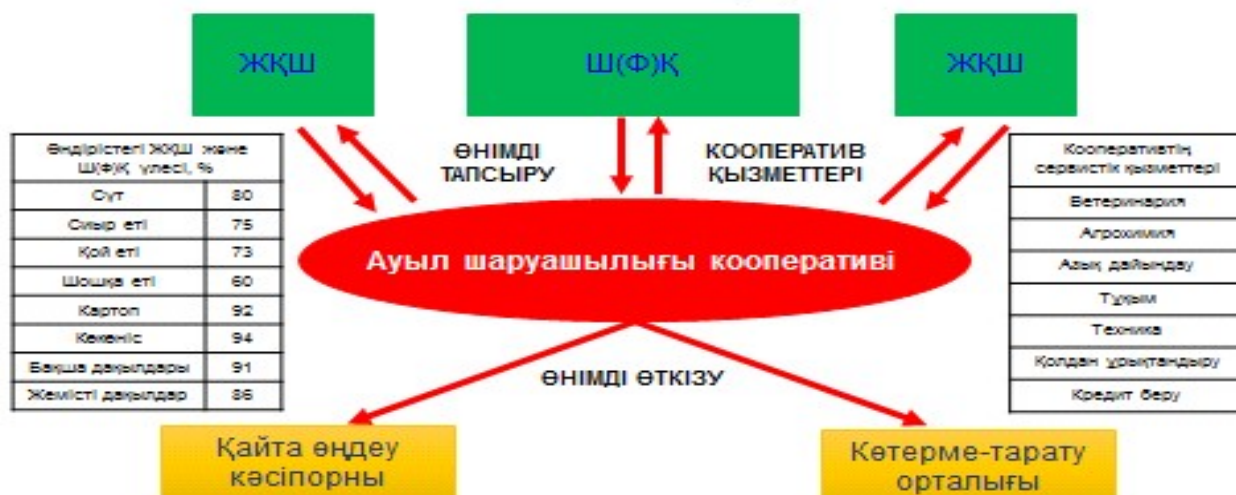 ЖҚШ
Ш(Ф)Қ
ЖҚШ
Өндірістегі ЖҚШ және
Ш(Ф)Қ үлесі, %
Сүт 80
Сиыр еті 75
Қой еті 73
Шошқа еті 60
Картоп 92
Көкөніс 94
Бақша дақылдары 91
Жемісті дақылдар 86
ӨНІМДІ
ТАПСЫРУ
КООПЕРАТИВ
ҚЫЗМЕТТЕРІ
Кооперативтің
сервистік қызметтері
Ветеринария
Агрохимия
Азық дайындау
Тұқым
Техника
Қолдан ұрықтандыру
Кредит беру
Ауыл шаруашылығы кооперативі
ӨНІМДІ ӨТКІЗУ
Қайта өңдеу
кәсіпорны
Көтерме-тарату
орталығы